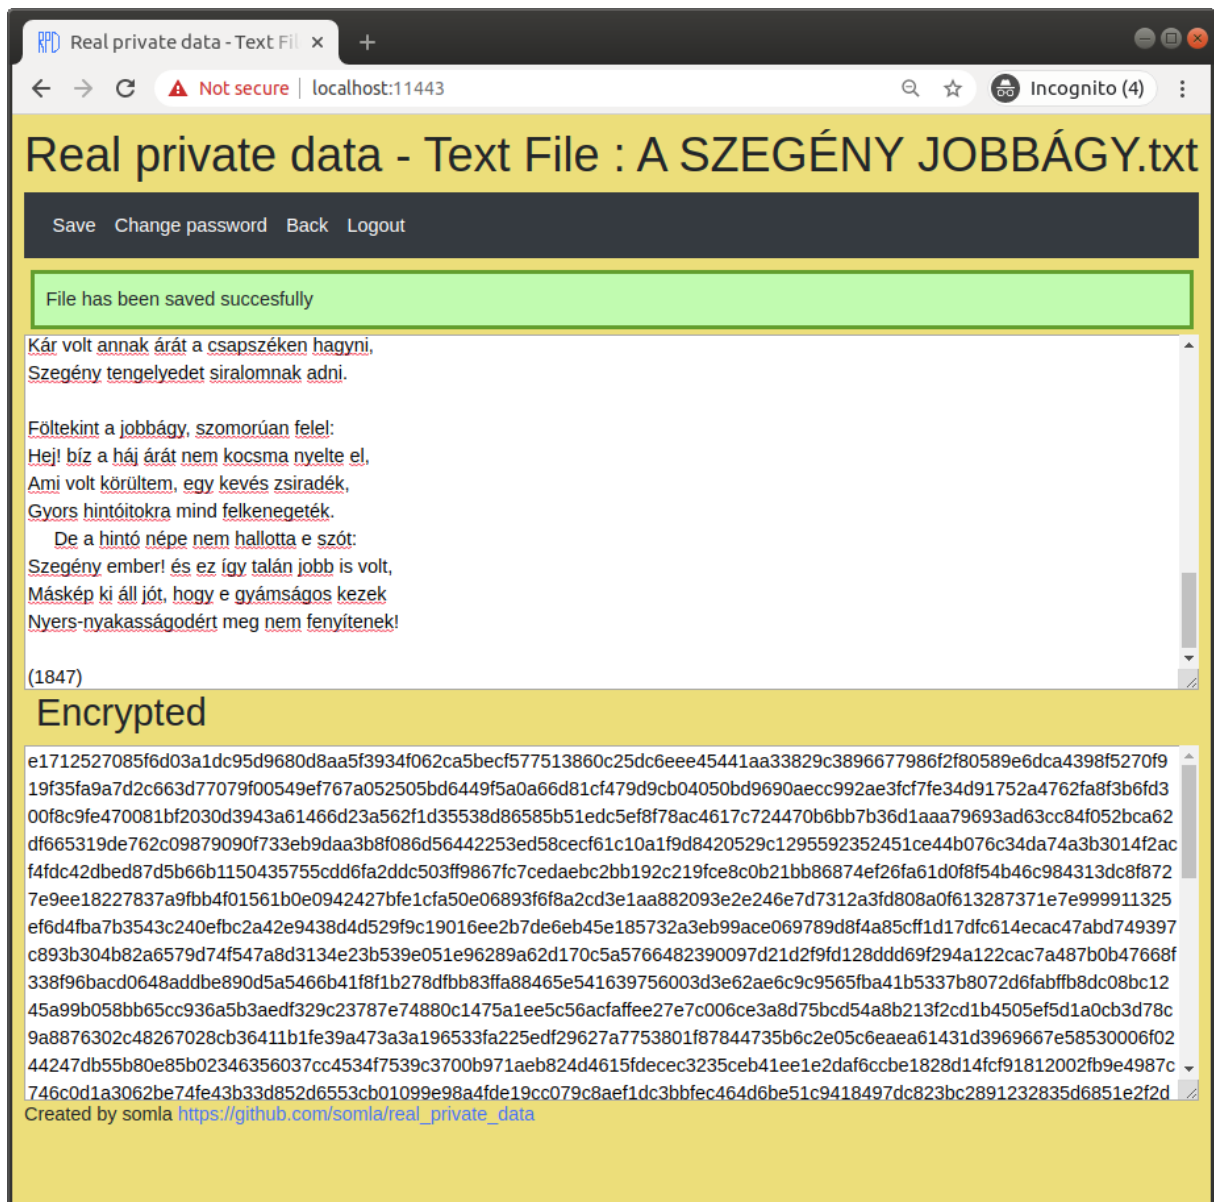 RPD Real private data - Text Fil
Not secure localhost:11443 Incognito (4)
Real private data - Text File : A SZEGÉNY JOBBÁGY.txt
Save Change password Back Logout
File has been saved succesfully
Kár volt annak árát a csapszéken hagyni,
Szegény tengelyedet siralomnak adni.
Föltekint a jobbágy, szomorúan felel:
Hej! bíz a háj árát nem kocsma nyelte el,
Ami volt körültem, egy kevés zsiradék,
Gyors hintóitokra mind felkenegeték.
De a hintó népe nem hallotta e szót:
Szegény ember! és ez így talán jobb is volt,
Máskép ki áll jót, hogy e gyámságos kezek
Nyers-nyakasságodért meg nem fenyítenek!
(1847)
Encrypted
e1712527085f6d03a1dc95d9680d8aa5f3934f062ca5becf577513860c25dc6eee45441aa33829c3896677986f2f80589e6dca4398f5270f9
19f35fa9a7d2c663d77079f00549ef767a052505bd6449f5a0a66d81cf479d9cb04050bd9690aecc992ae3fcf7fe34d91752a4762fa8f3b6fd3
00f8c9fe470081bf2030d3943a61466d23a562f1d35538d86585b51edc5ef8f78ac4617c724470b6bb7b36d1aaa79693ad63cc84f052bca62
df665319de762c09879090f733eb9daa3b8f086d56442253ed58cecf61c10a1f9d8420529c1295592352451ce44b076c34da74a3b3014f2ac
f4fdc42dbed87d5b66b1150435755cdd6fa2ddc503ff9867fc7cedaebc2bb192c219fce8c0b21bb86874ef26fa61d0f8f54b46c984313dc8f872
7e9ee18227837a9fbb4f01561b0e0942427bfe1cfa50e06893f6f8a2cd3e1aa882093e2e246e7d7312a3fd808a0f613287371e7e999911325
ef6d4fba7b3543c240efbc2a42e9438d4d529f9c19016ee2b7de6eb45e185732a3eb99ace069789d8f4a85cff1d17dfc614ecac47abd749397
c893b304b82a6579d74f547a8d3134e23b539e051e96289a62d170c5a5766482390097d21d2f9fd128ddd69f294a122cac7a487b0b47668f
338f96bacd0648addbe890d5a5466b41f8f1b278dfbb83ffa88465e541639756003d3e62ae6c9c9565fba41b5337b8072d6fabffb8dc08bc12
45a99b058bb65cc936a5b3aedf329c23787e74880c1475a1ee5c56acfaffee27e7c006ce3a8d75bcd54a8b213f2cd1b4505ef5d1a0cb3d78c
9a8876302c48267028cb36411b1fe39a473a3a196533fa225edf29627a7753801f87844735b6c2e05c6eaea61431d3969667e58530006f02
44247db55b80e85b02346356037cc4534f7539c3700b971aeb824d4615fdecec3235ceb41ee1e2daf6ccbe1828d14fcf91812002fb9e4987c
746c0d1a3062be74fe43b33d852d6553cb01099e98a4fde19cc079c8aef1dc3bbfec464d6be51c9418497dc823bc2891232835d6851e2f2d
Created by somla https://github.com/somla/real_private_data